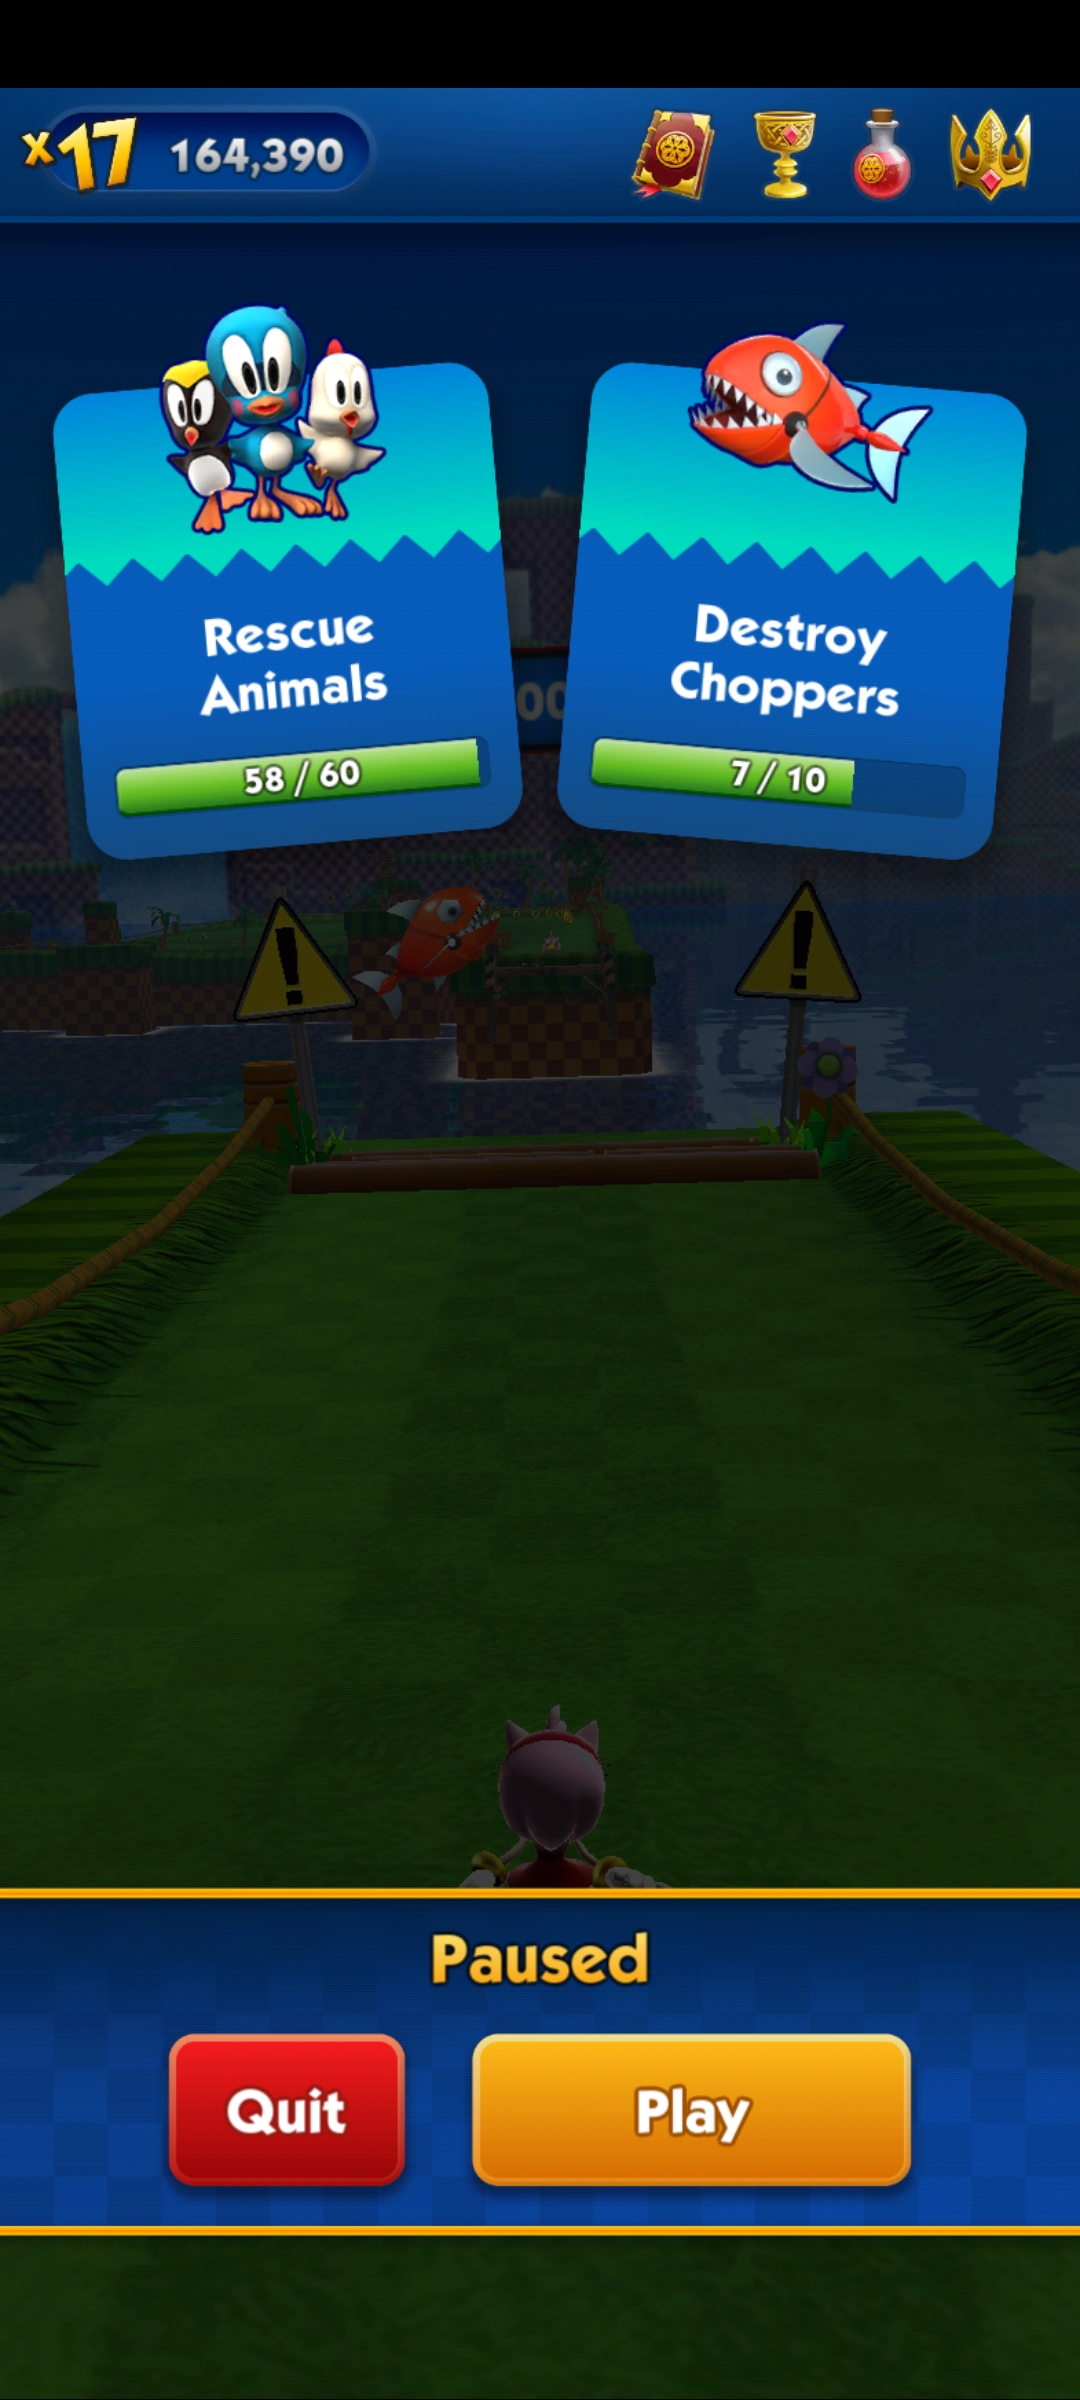 x17 164,390
Rescue
Animals
58 / 60
Destroy
Choppers
7 / 10
Paused
Quit
Play